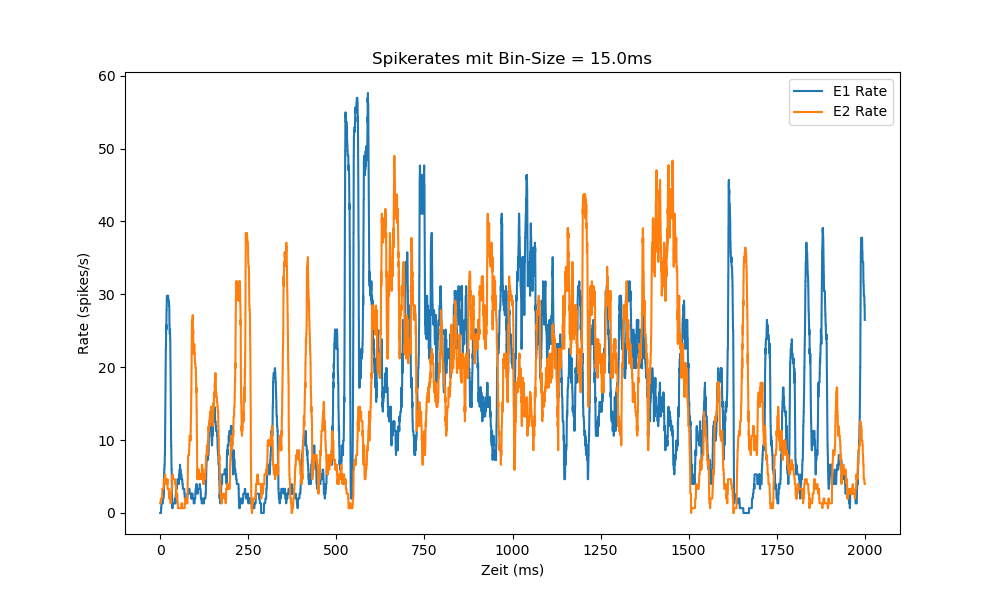 Spikerates mit Bin-Size = 15.0ms
E1 Rate
E2 Rate
Rate (spikes/s)
60
50
40
30
20
10
0
0 250 500 750 1000 1250 1500 1750 2000
Zeit (ms)